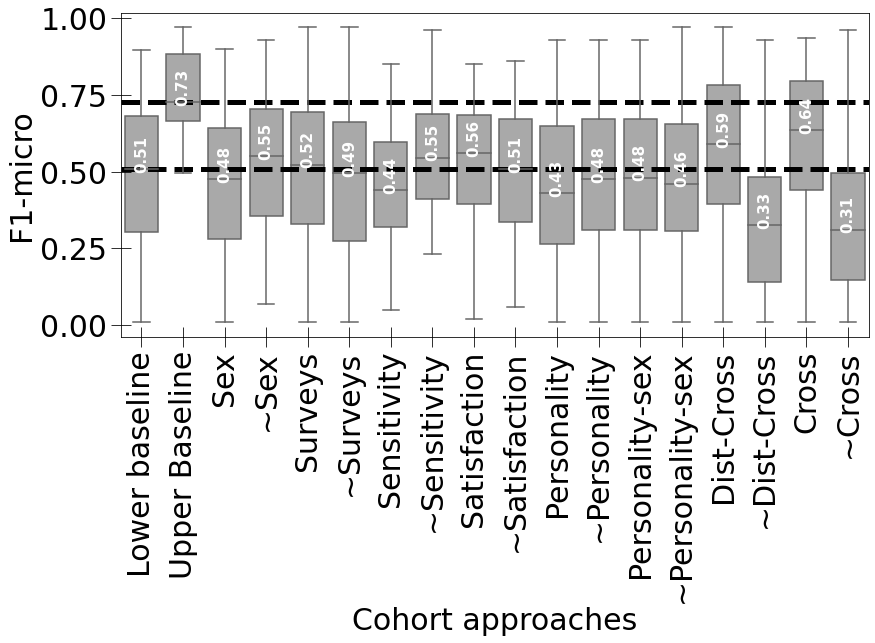 1.00
0.75
0.50
0.25
0.00
F1-micro
0.51
0.73
0.48
0.55
0.52
0.49
0.44
0.55
0.56
0.51
0.43
0.48
0.48
0.46
0.59
0.33
0.64
0.31
Lower baseline
Upper Baseline
Sex
~Sex
Surveys
~Surveys
Sensitivity
~Sensitivity
Satisfaction
~Satisfaction
Personality
~Personality
Personality-sex
~Personality-sex
Dist-Cross
~Dist-Cross
Cross
~Cross
Cohort approaches